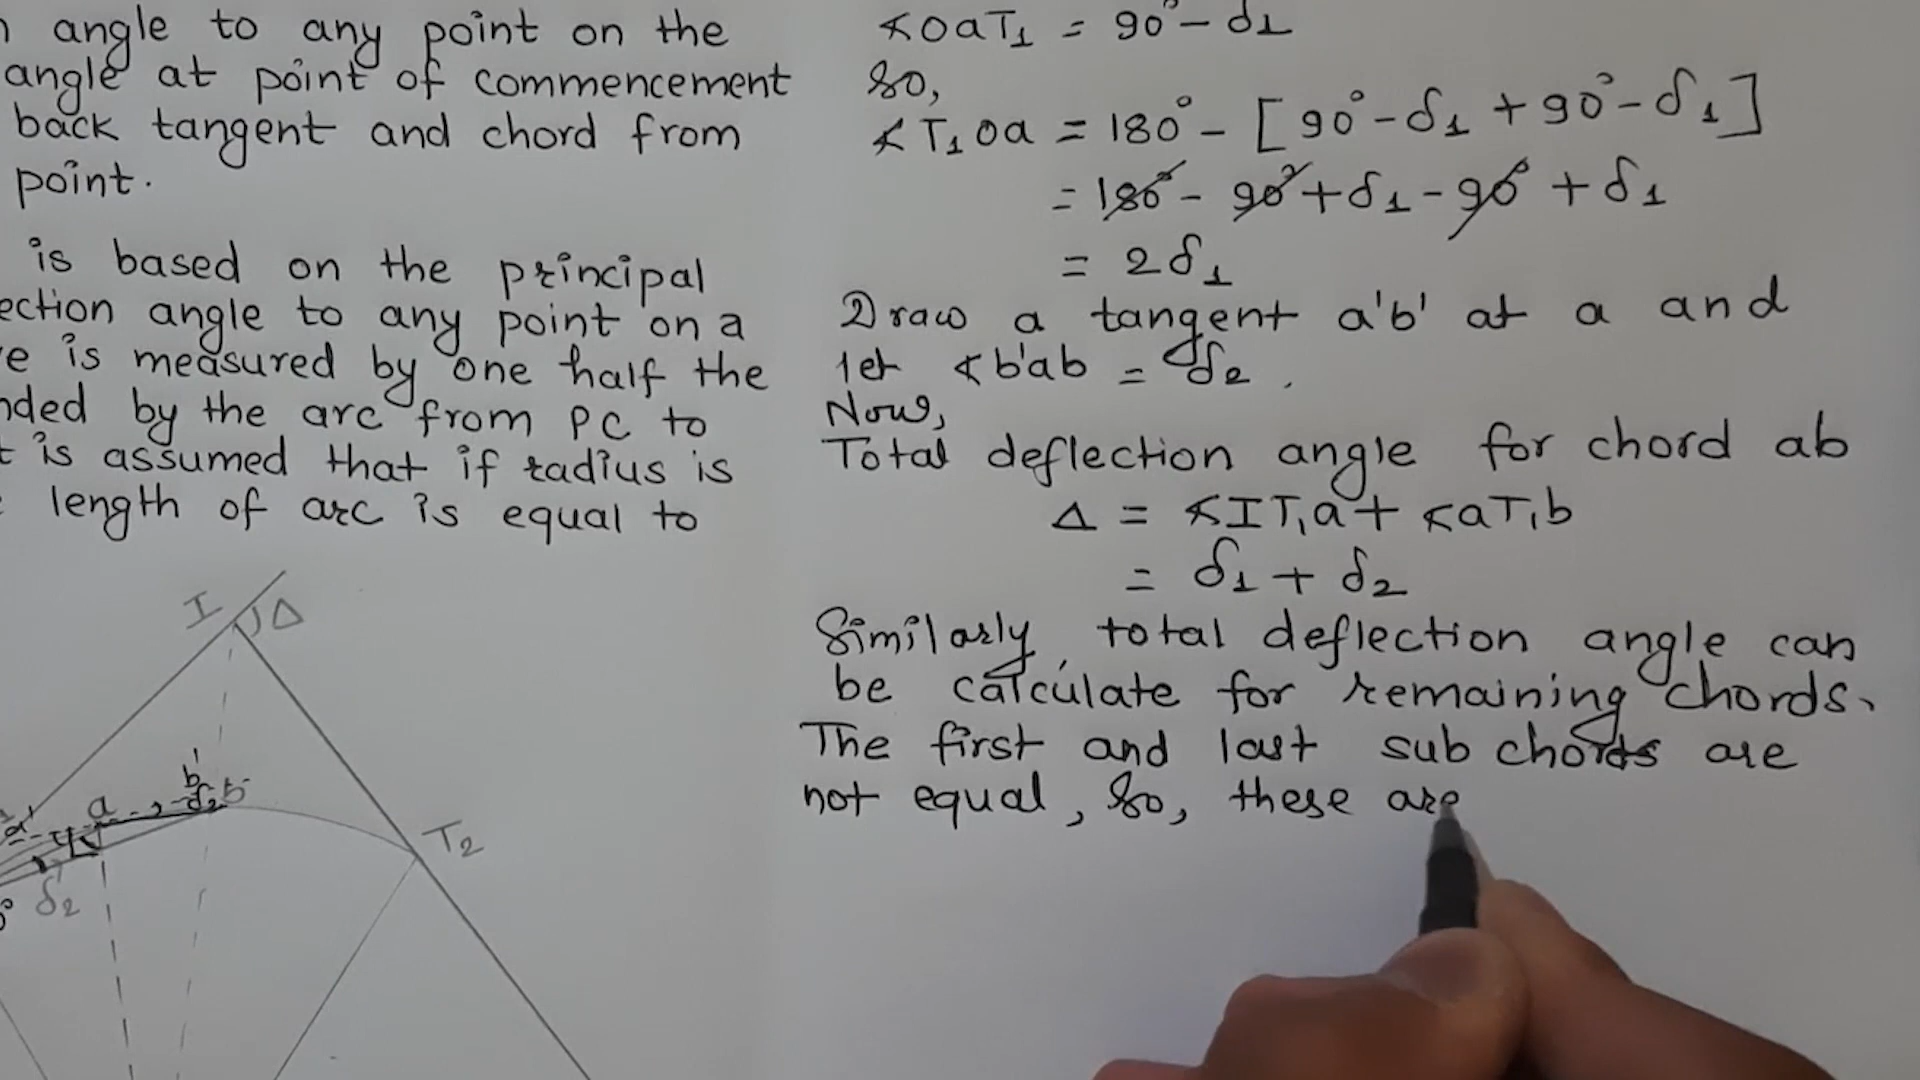 angle to any point on the
angle at point of commencement
back tangent and chord from
point.
is based on the principal
ection angle to any point on a
e is measured by one half the
nded by the arc from PC to
t is assumed that if radius is
length of arc is equal to
I Δ
b'
a δ2 b
a'
T2
δ2
∠OaT1 = 90° - δ1
So,
∠T1Oa = 180° - [90° - δ1 + 90° - δ1]
= 180° - 90° + δ1 - 90° + δ1
= 2δ1
Draw a tangent a'b' at a and
let ∠b'ab = δ2.
Now,
Total deflection angle for chord ab
Δ = ∠IT1a + ∠aT1b
= δ1 + δ2
Similarly, total deflection angle can
be calculate for remaining chords.
The first and last sub chords are
not equal, So, these are